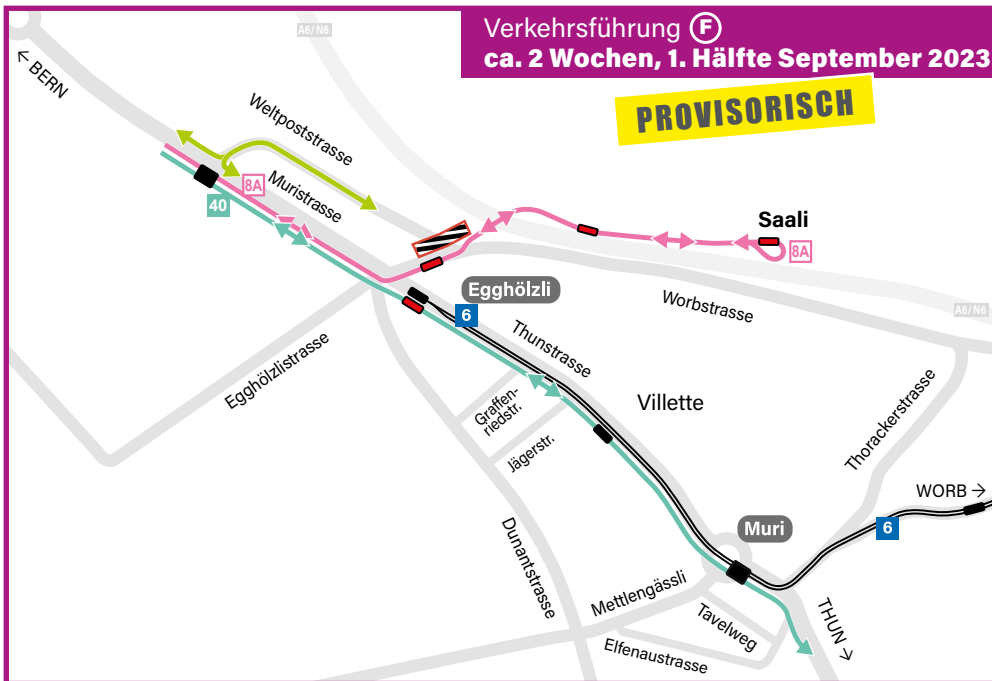 Verkehrsführung F
ca. 2 Wochen, 1. Hälfte September 2023
PROVISORISCH
A6/N6
← BERN
Weltpoststrasse
Muristrasse
8A
40
Saali
8A
Egghölzli
6
Worbstrasse
A6/N6
Thunstrasse
Egghölzlistrasse
Graffen-
riedstr.
Villette
Jägerstr.
Thorackerstrasse
WORB →
6
Muri
Dunantstrasse
Mettlengässli
Tavelweg
THUN →
Elfenaustrasse